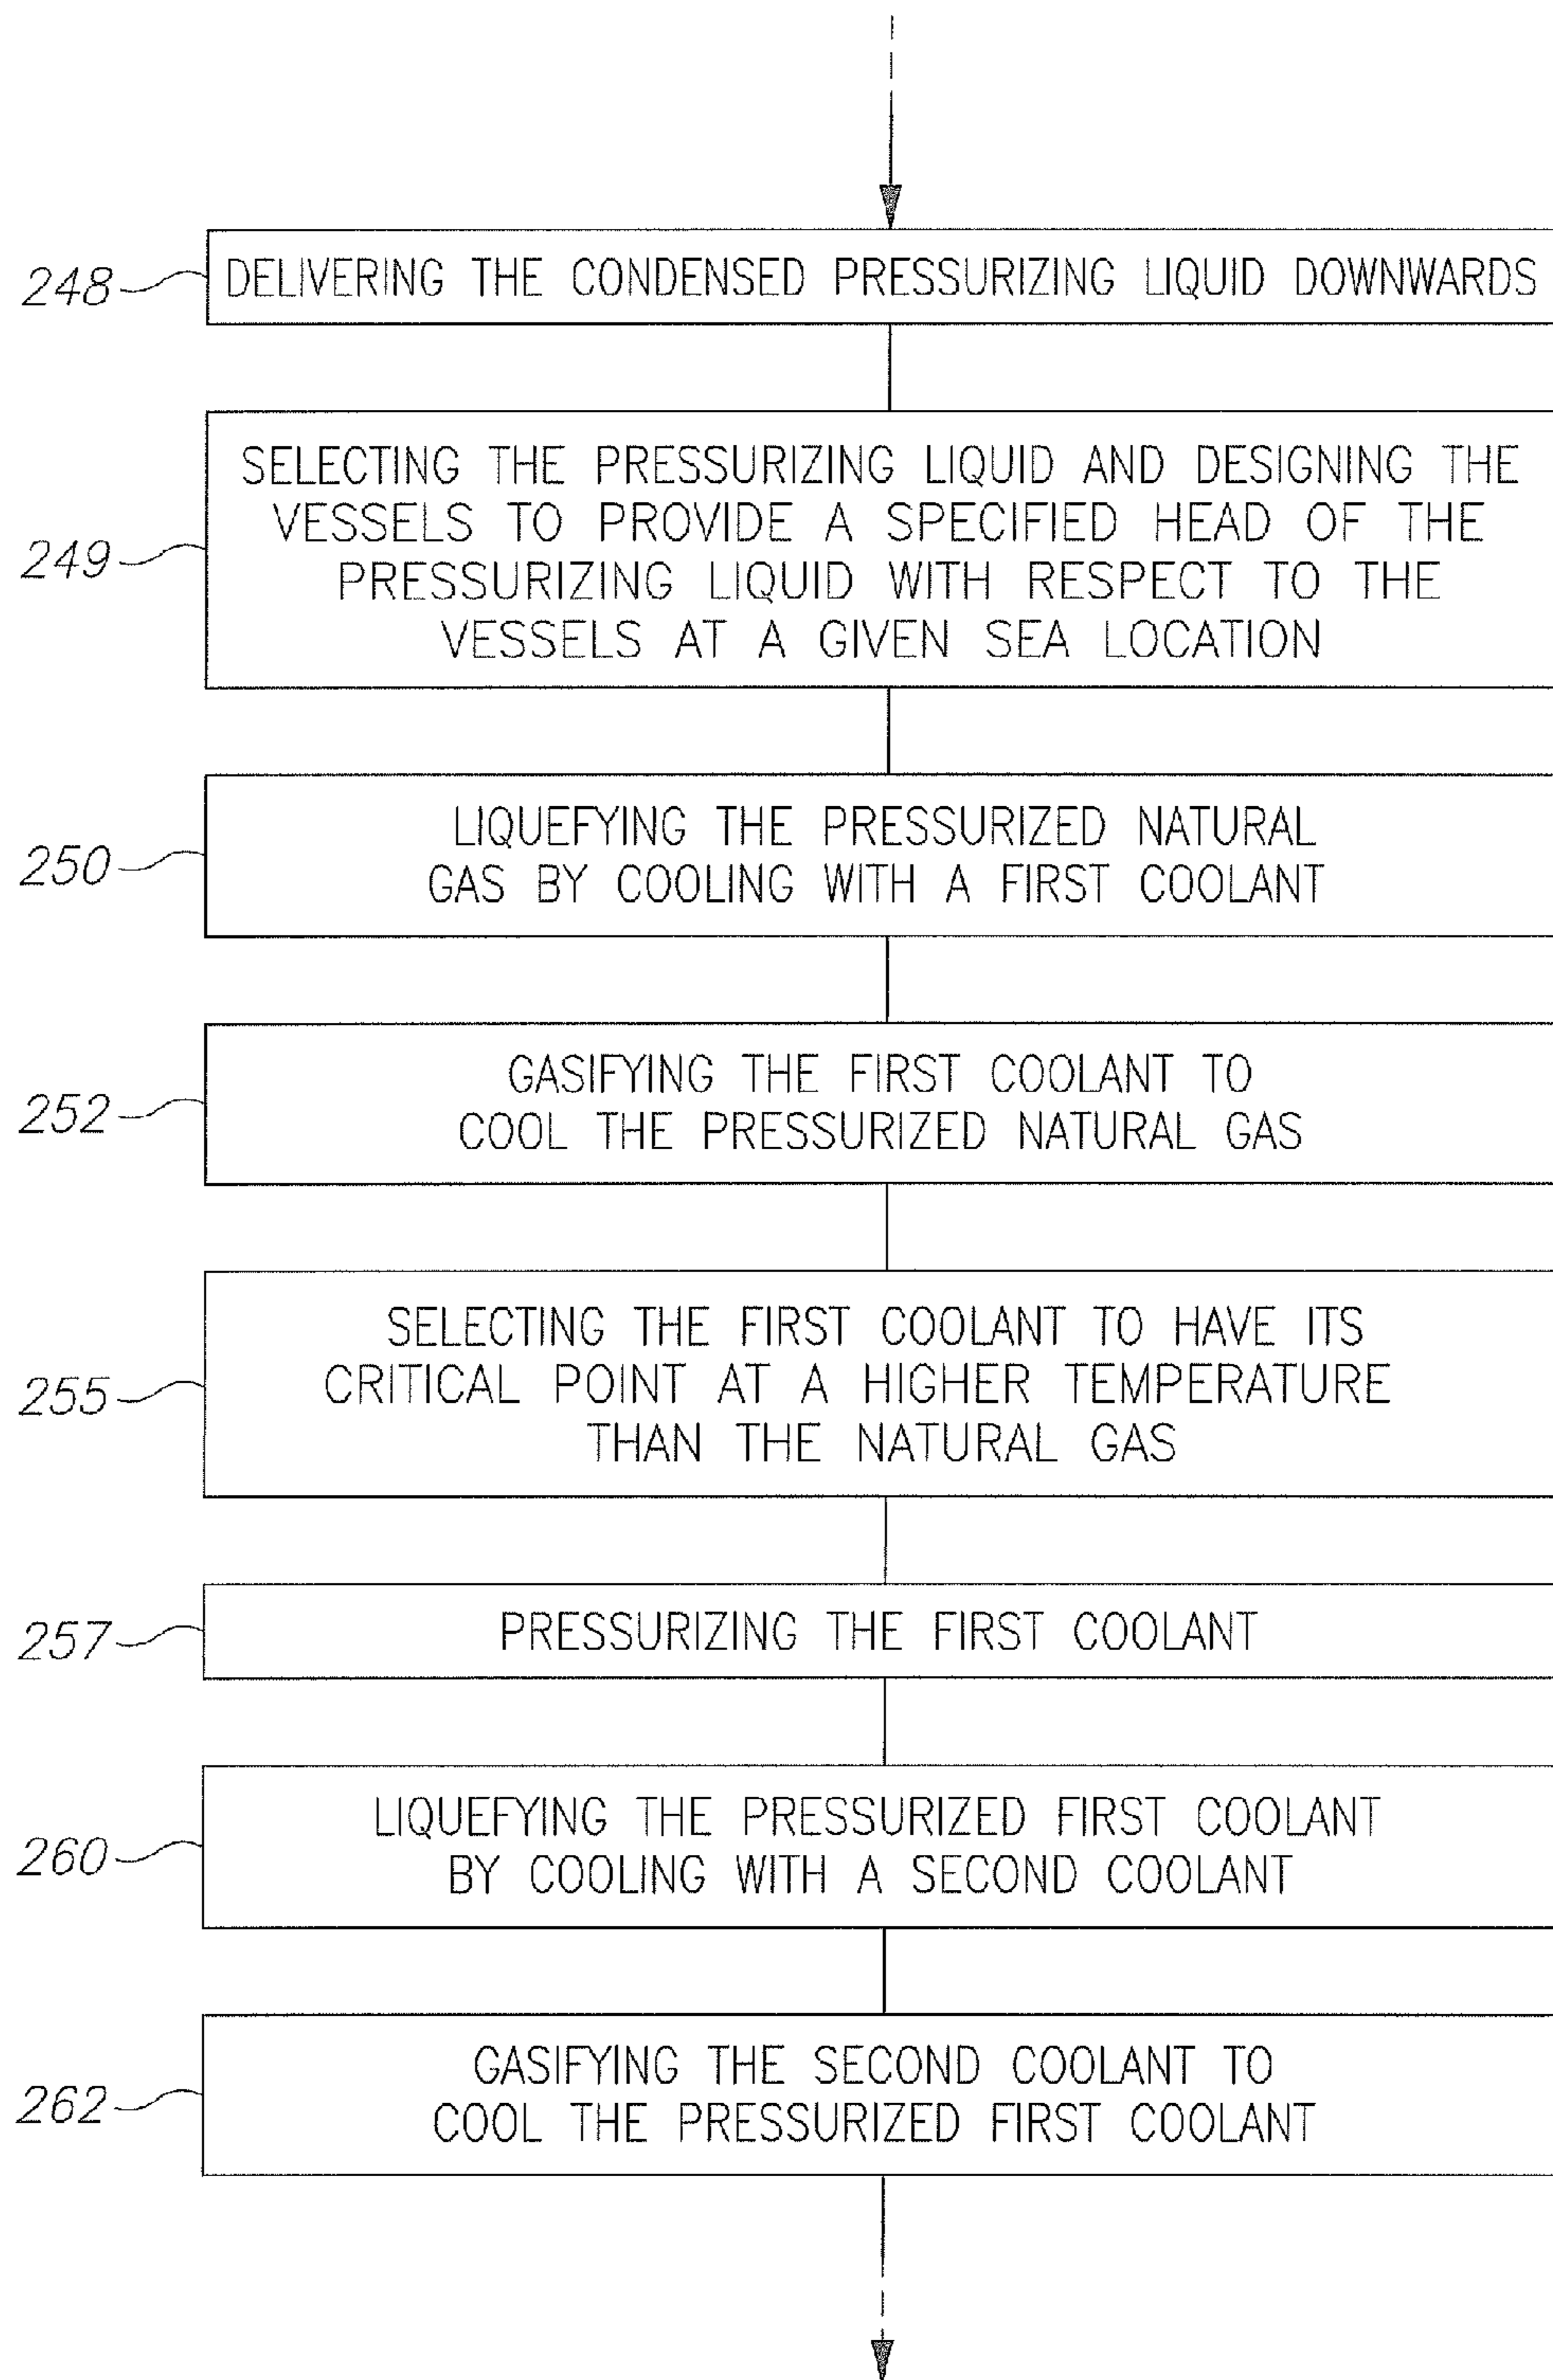 248 DELIVERING THE CONDENSED PRESSURIZING LIQUID DOWNWARDS
SELECTING THE PRESSURIZING LIQUID AND DESIGNING THE
VESSELS TO PROVIDE A SPECIFIED HEAD OF THE
249 PRESSURIZING LIQUID WITH RESPECT TO THE
VESSELS AT A GIVEN SEA LOCATION
LIQUEFYING THE PRESSURIZED NATURAL
250 GAS BY COOLING WITH A FIRST COOLANT
GASIFYING THE FIRST COOLANT TO
252 COOL THE PRESSURIZED NATURAL GAS
SELECTING THE FIRST COOLANT TO HAVE ITS
255 CRITICAL POINT AT A HIGHER TEMPERATURE
THAN THE NATURAL GAS
257 PRESSURIZING THE FIRST COOLANT
LIQUEFYING THE PRESSURIZED FIRST COOLANT
260 BY COOLING WITH A SECOND COOLANT
GASIFYING THE SECOND COOLANT TO
262 COOL THE PRESSURIZED FIRST COOLANT